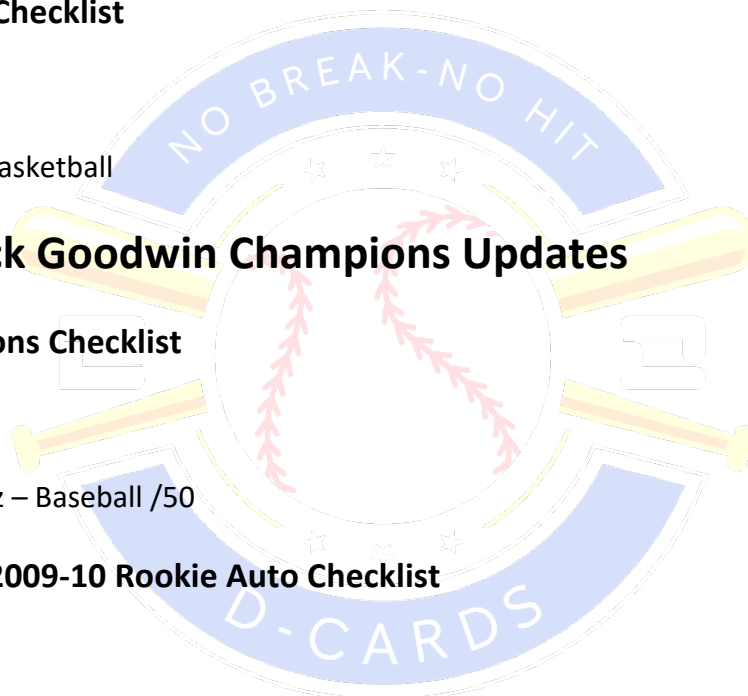 Checklist
NO BREAK-NO HIT
asketball
ck Goodwin Champions Updates
ons Checklist
z – Baseball /50
2009-10 Rookie Auto Checklist
D-CARDS